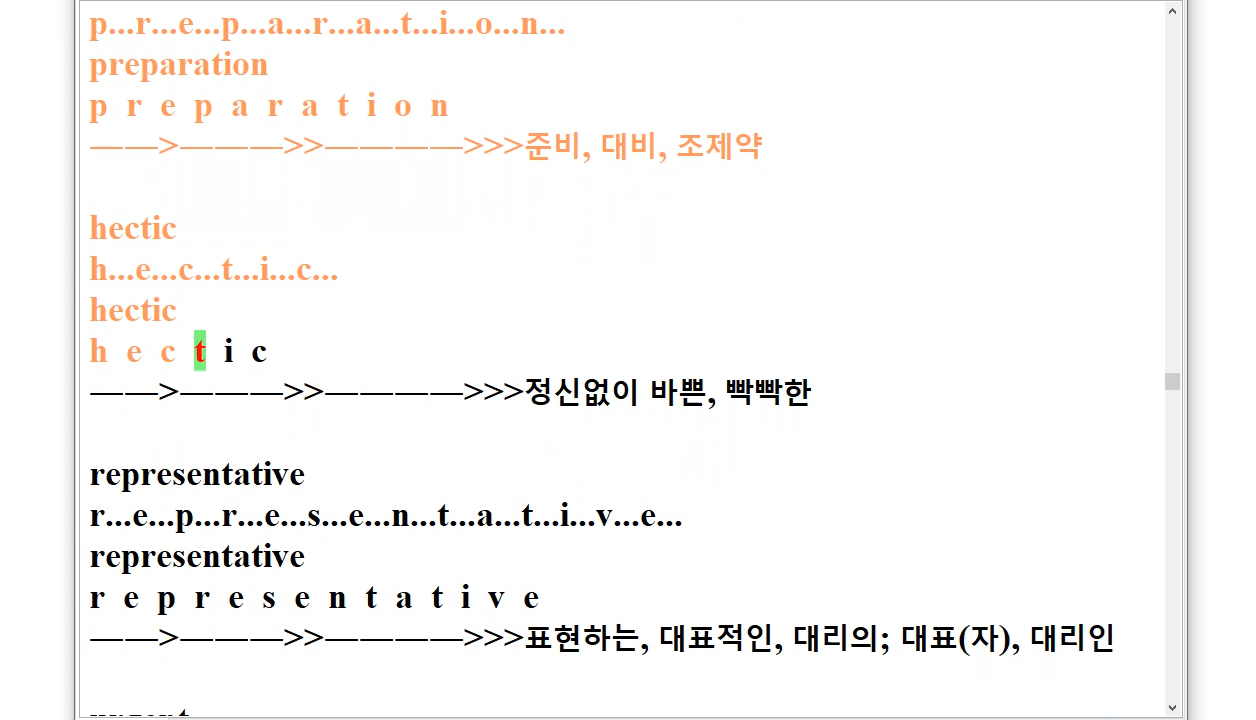 p...r...e...p...a...r...a...t...i...o...n...
preparation
p r e p a r a t i o n
——>———>>————>>>준비, 대비, 조제약
hectic
h...e...c...t...i...c...
hectic
h e c t i c
——>———>>————>>>정신없이 바쁜, 빡빡한
representative
r...e...p...r...e...s...e...n...t...a...t...i...v...e...
representative
r e p r e s e n t a t i v e
——>———>>————>>>표현하는, 대표적인, 대리의; 대표(자), 대리인